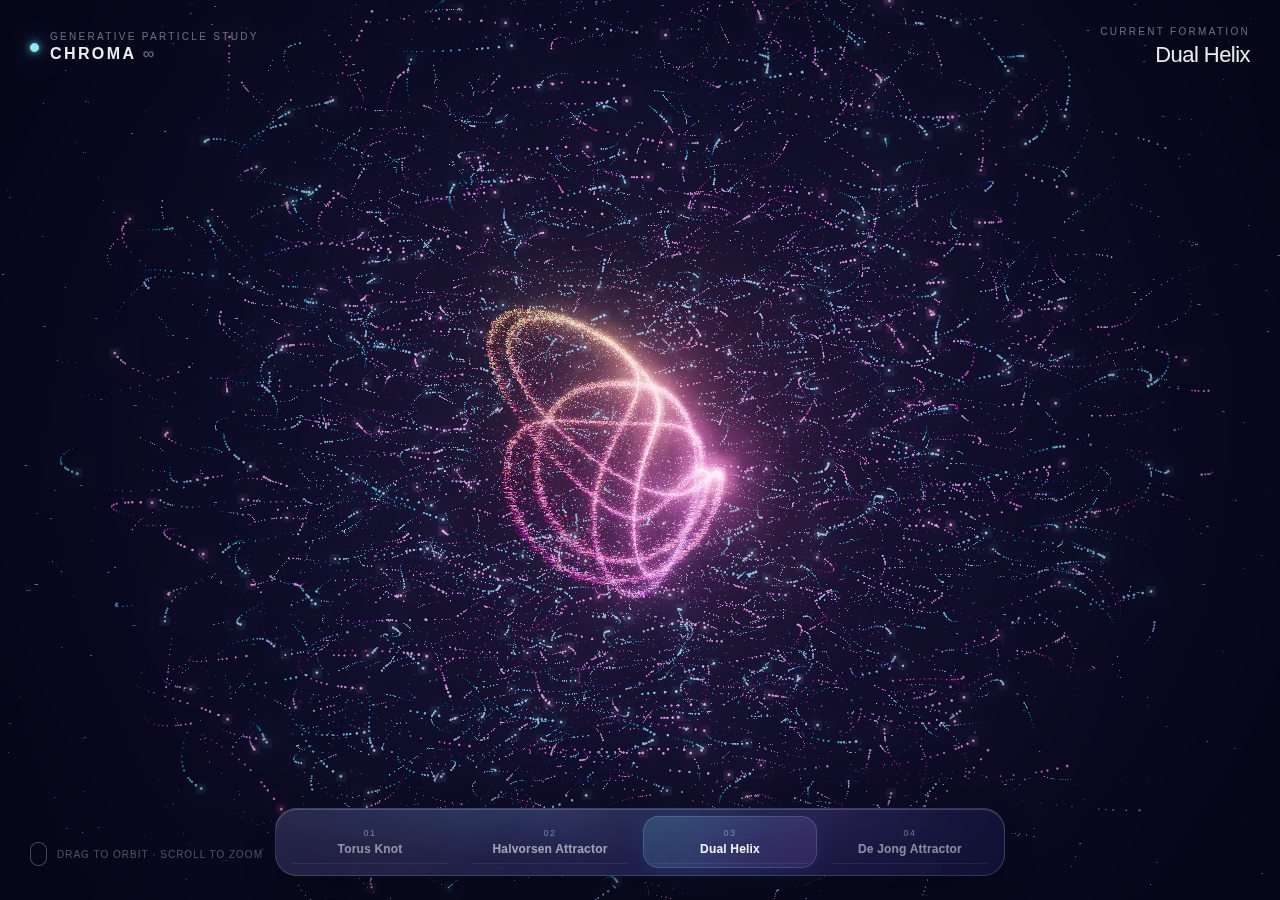 GENERATIVE PARTICLE STUDY
CHROMA ∞
CURRENT FORMATION
Dual Helix
DRAG TO ORBIT · SCROLL TO ZOOM
01
Torus Knot
02
Halvorsen Attractor
03
Dual Helix
04
De Jong Attractor